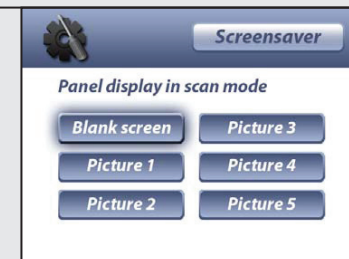 Screensaver
Panel display in scan mode
Blank screen Picture 3
Picture 1 Picture 4
Picture 2 Picture 5